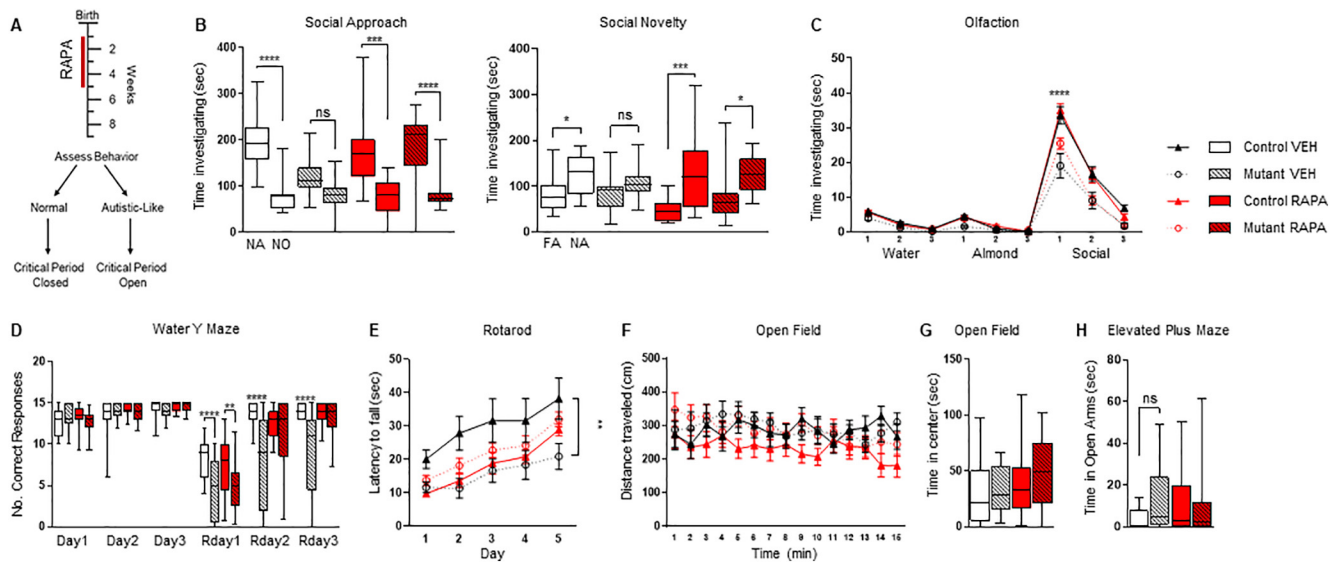 A
Birth
RAPA
2
4
6
8
Weeks
Assess Behavior
Normal
Autistic-Like
Critical Period
Closed
Critical Period
Open
B
Social Approach
Time investigating (sec)
400
300
200
100
0
****
ns
***
****
NA NO
Social Novelty
Time investigating (sec)
400
300
200
100
0
*
ns
***
*
FA NA
C
Olfaction
Time investigating (sec)
50
40
30
20
10
0
****
1 2 3 1 2 3 1 2 3
Water Almond Social
Control VEH
Mutant VEH
Control RAPA
Mutant RAPA
D
Water Y Maze
No. Correct Responses
20
15
10
5
0
**** ** **** ****
Day1 Day2 Day3 Rday1 Rday2 Rday3
E
Rotarod
Latency to fall (sec)
50
40
30
20
10
0
**
1 2 3 4 5
Day
F
Open Field
Distance traveled (cm)
500
400
300
200
100
0
1 2 3 4 5 6 7 8 9 10 11 12 13 14 15
Time (min)
G
Open Field
Time in center (sec)
150
100
50
0
H
Elevated Plus Maze
Time in Open Arms (sec)
80
60
40
20
0
ns